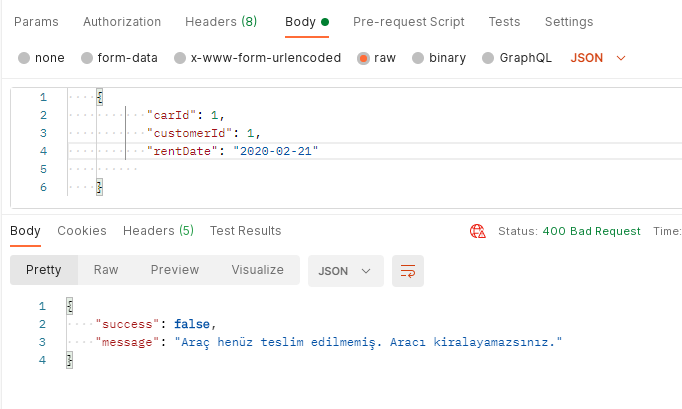 Params Authorization Headers (8) Body Pre-request Script Tests Settings
none form-data x-www-form-urlencoded raw binary GraphQL JSON
1 {
2 "carId": 1,
3 "customerId": 1,
4 "rentDate": "2020-02-21"
5
6 }
Body Cookies Headers (5) Test Results Status: 400 Bad Request Time:
Pretty Raw Preview Visualize JSON
1 {
2 "success": false,
3 "message": "Araç henüz teslim edilmemiş. Aracı kiralayamazsınız."
4 }